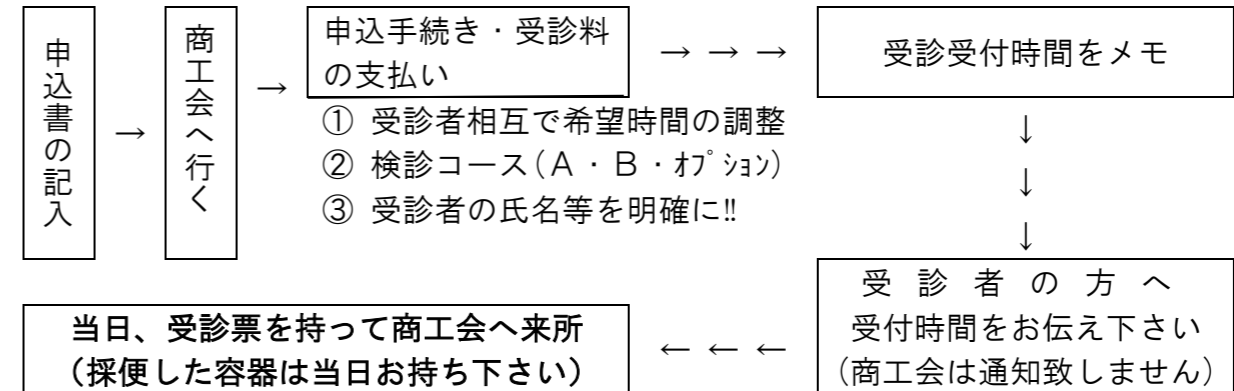 申込書の記入
→
商工会へ行く
→
申込手続き・受診料
の支払い
① 受診者相互で希望時間の調整
② 検診コース(A・B・ｵﾌﾟｼｮﾝ)
③ 受診者の氏名等を明確に‼
→ → →
受診受付時間をメモ
↓
↓
↓
受 診 者 の 方 へ
受付時間をお伝え下さい
(商工会は通知致しません)
← ← ←
当日、受診票を持って商工会へ来所
(採便した容器は当日お持ち下さい)